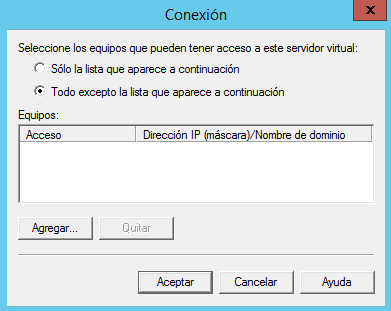 Conexión
x
Seleccione los equipos que pueden tener acceso a este servidor virtual:
Sólo la lista que aparece a continuación
Todo excepto la lista que aparece a continuación
Equipos:
Acceso Dirección IP (máscara)/Nombre de dominio
Agregar... Quitar
Aceptar Cancelar Ayuda